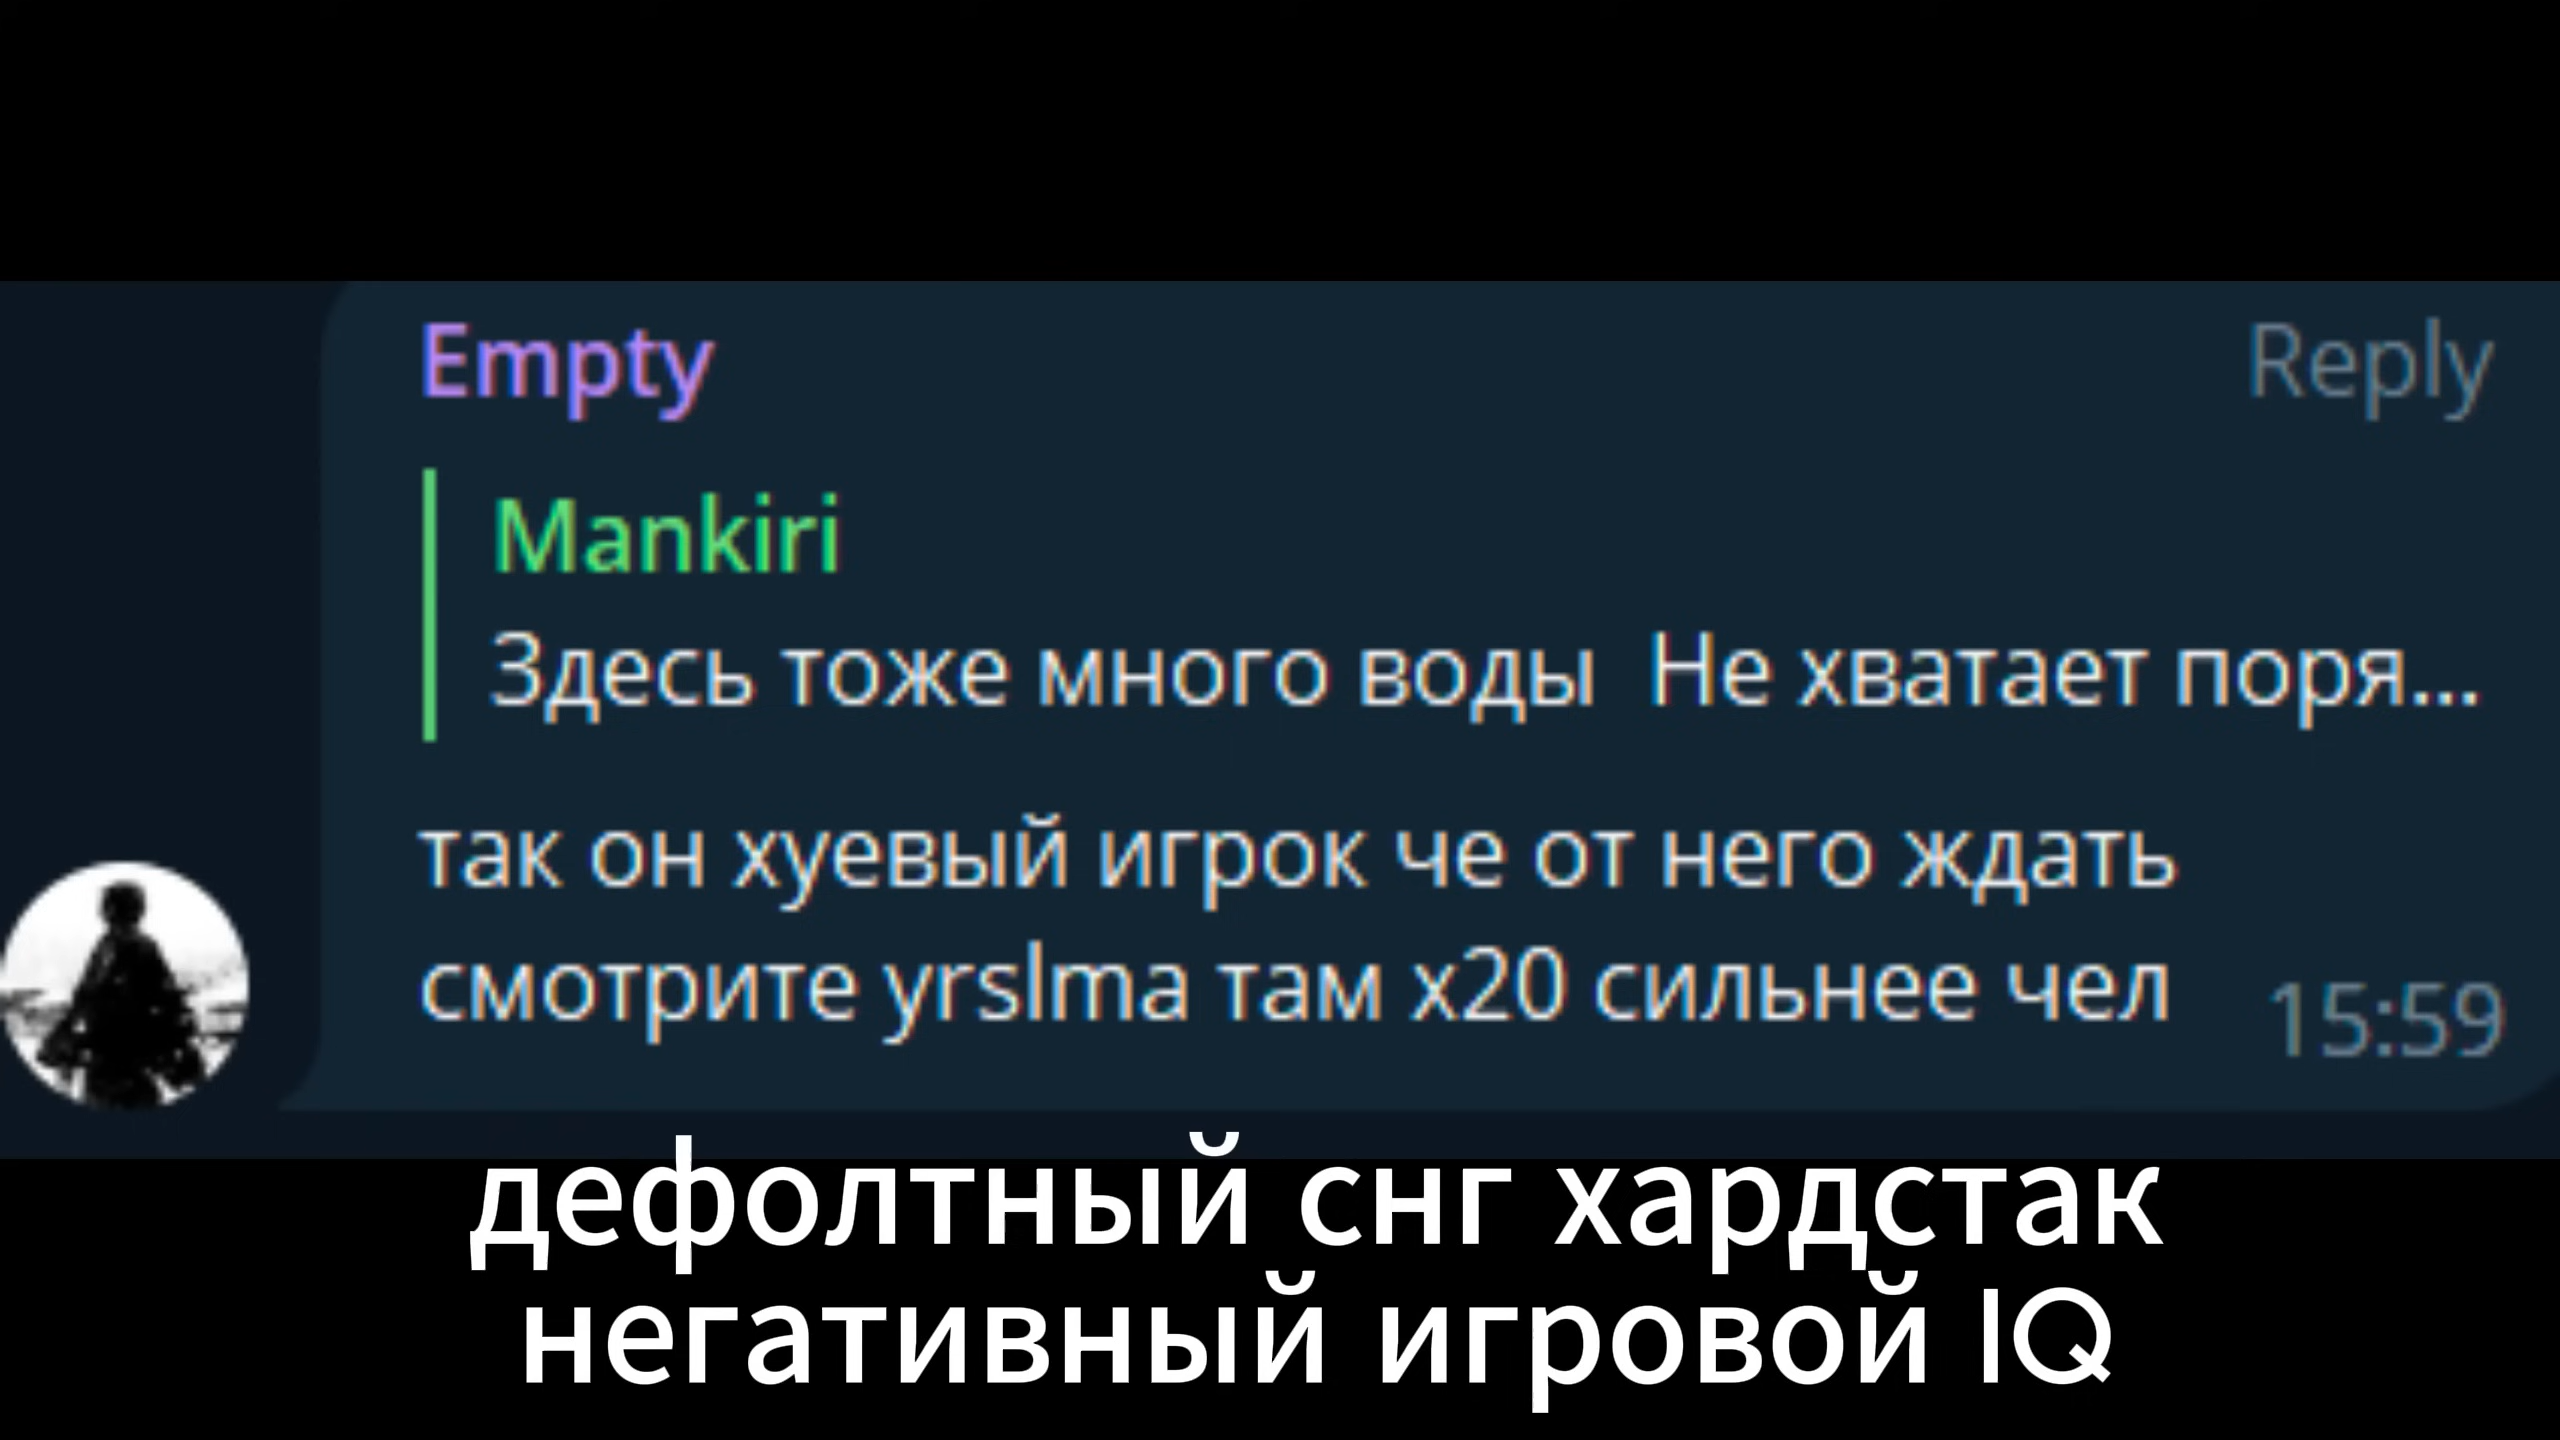 Empty
Reply
Mankiri
Здесь тоже много воды Не хватает поря...
так он хуевый игрок че от него ждать
смотрите yrslma там x20 сильнее чел
15:59
дефолтный снг хардстак
негативный игровой IQ